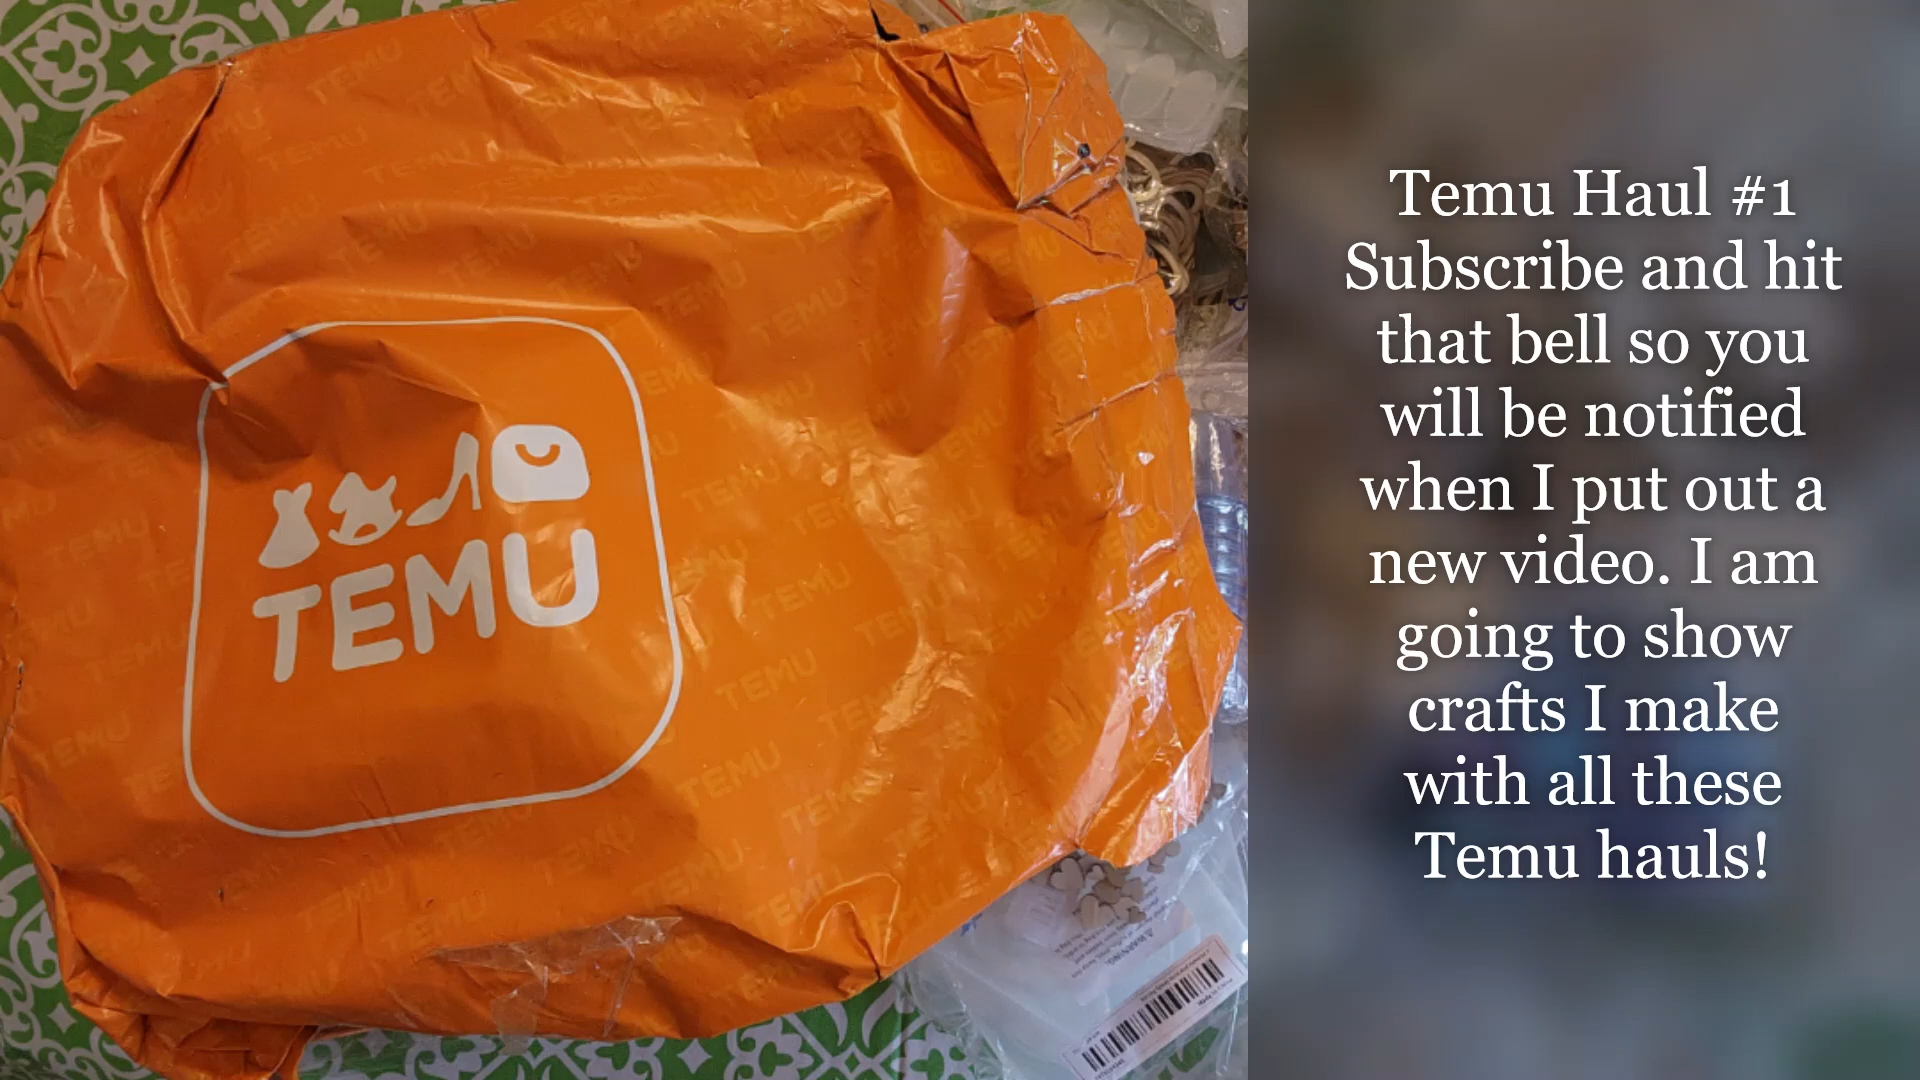 TEMU
Temu Haul #1
Subscribe and hit
that bell so you
will be notified
when I put out a
new video. I am
going to show
crafts I make
with all these
Temu hauls!
WARNING: